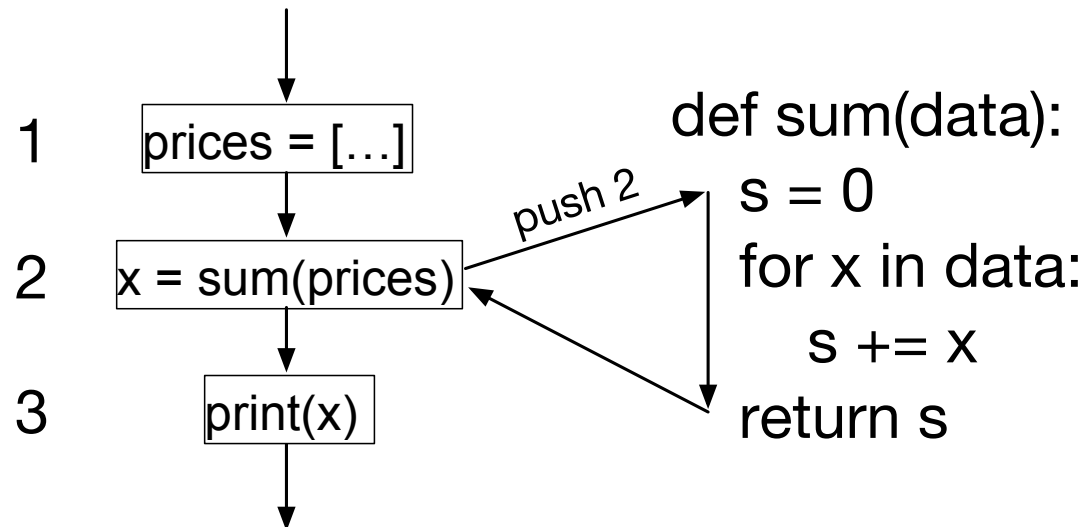 1
prices = […]
2
x = sum(prices)
3
print(x)
push 2
def sum(data):
s = 0
for x in data:
s += x
return s